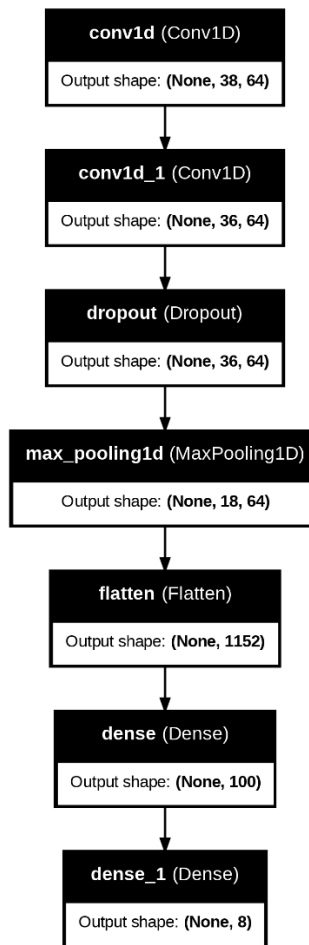 conv1d (Conv1D)
Output shape: (None, 38, 64)
conv1d_1 (Conv1D)
Output shape: (None, 36, 64)
dropout (Dropout)
Output shape: (None, 36, 64)
max_pooling1d (MaxPooling1D)
Output shape: (None, 18, 64)
flatten (Flatten)
Output shape: (None, 1152)
dense (Dense)
Output shape: (None, 100)
dense_1 (Dense)
Output shape: (None, 8)